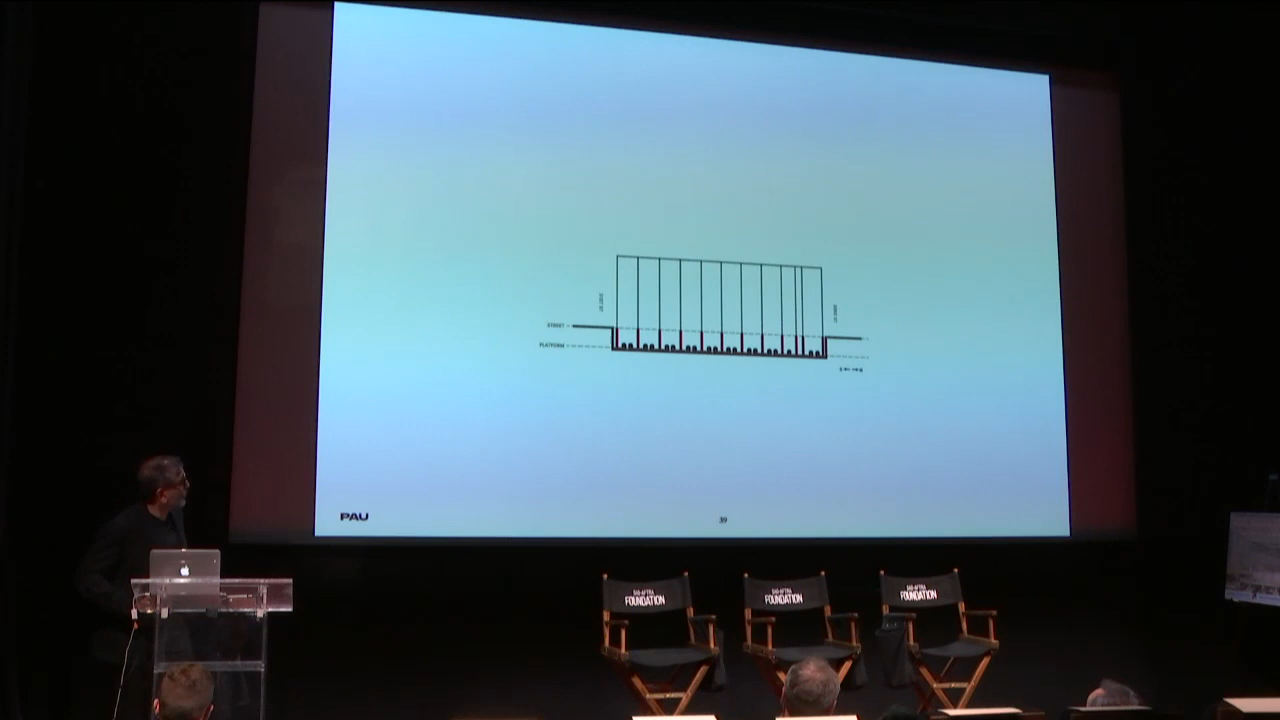 STREET
PLATFORM
PAU
39
SAG-AFTRA
FOUNDATION
SAG-AFTRA
FOUNDATION
SAG-AFTRA
FOUNDATION